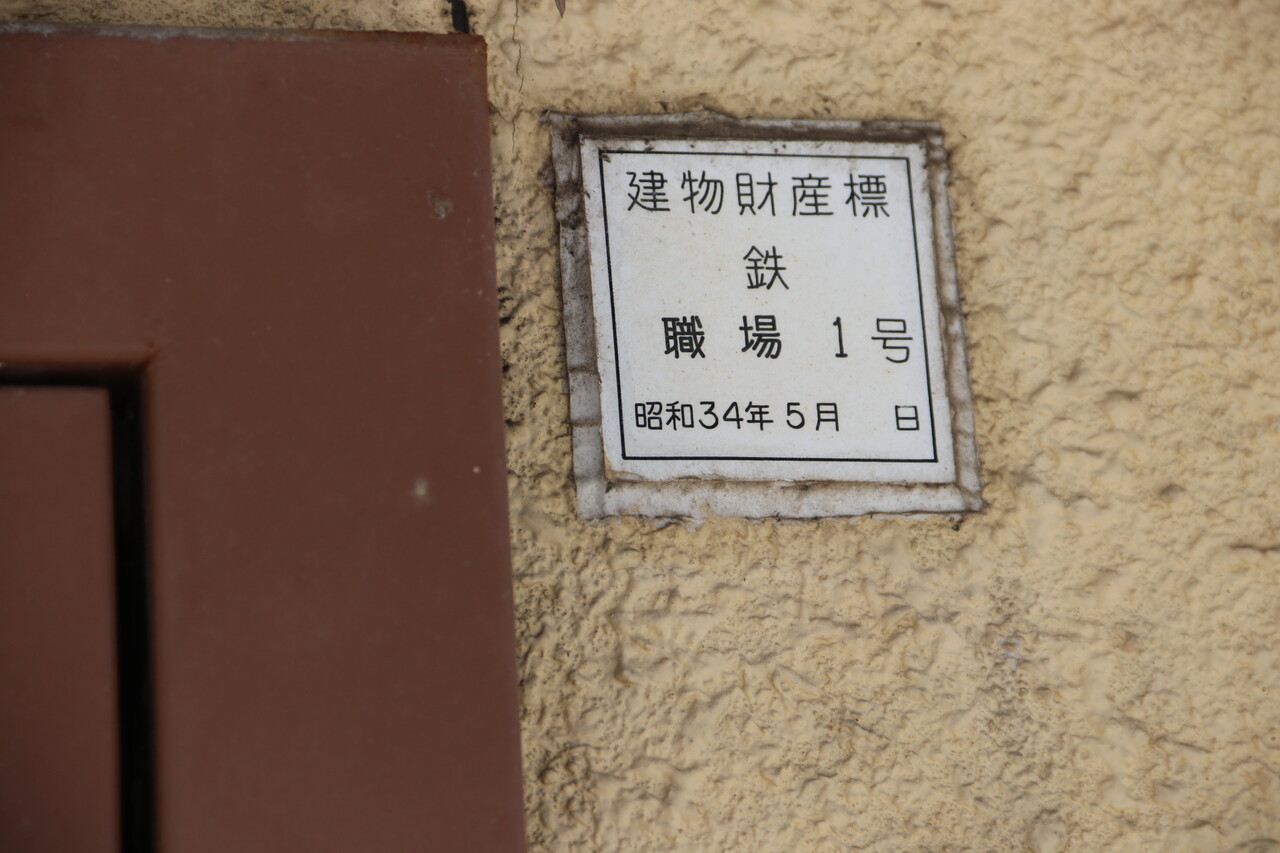 建物財産標
鉄
職場 1号
昭和34年5月 日